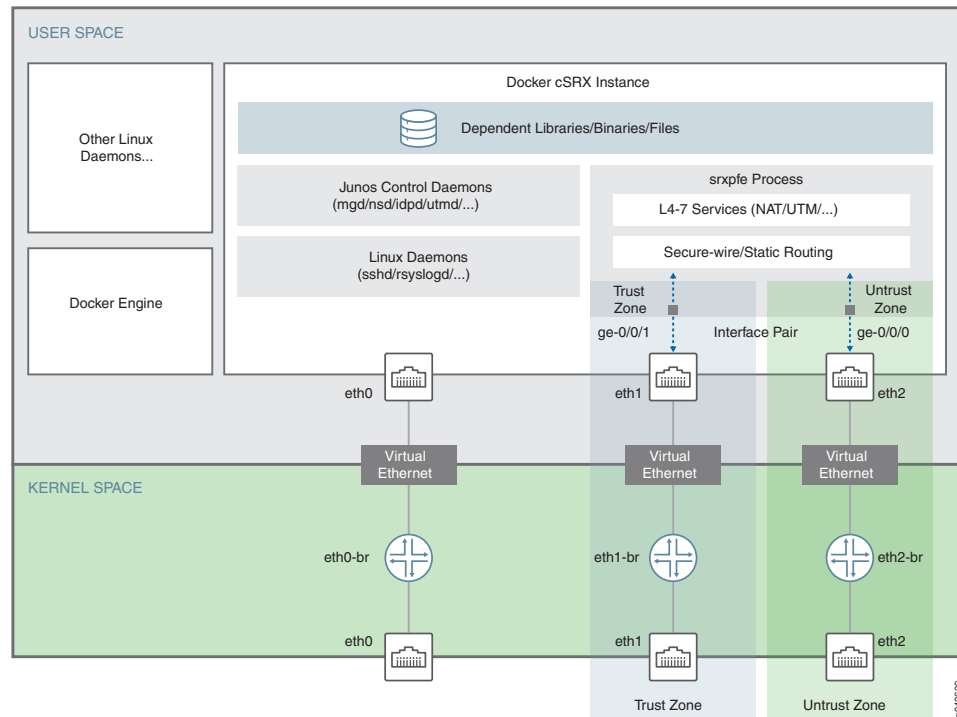 USER SPACE
Docker cSRX Instance
Other Linux
Daemons...
Dependent Libraries/Binaries/Files
Junos Control Daemons
(mgd/nsd/idpd/utmd/...)
srxpfe Process
L4-7 Services (NAT/UTM/...)
Docker Engine
Linux Daemons
(sshd/rsyslogd/...)
Secure-wire/Static Routing
Trust
Zone
Untrust
Zone
ge-0/0/1
Interface Pair
ge-0/0/0
eth0
eth1
eth2
Virtual
Ethernet
Virtual
Ethernet
Virtual
Ethernet
KERNEL SPACE
eth0-br
eth1-br
eth2-br
eth0
eth1
eth2
Trust Zone
Untrust Zone